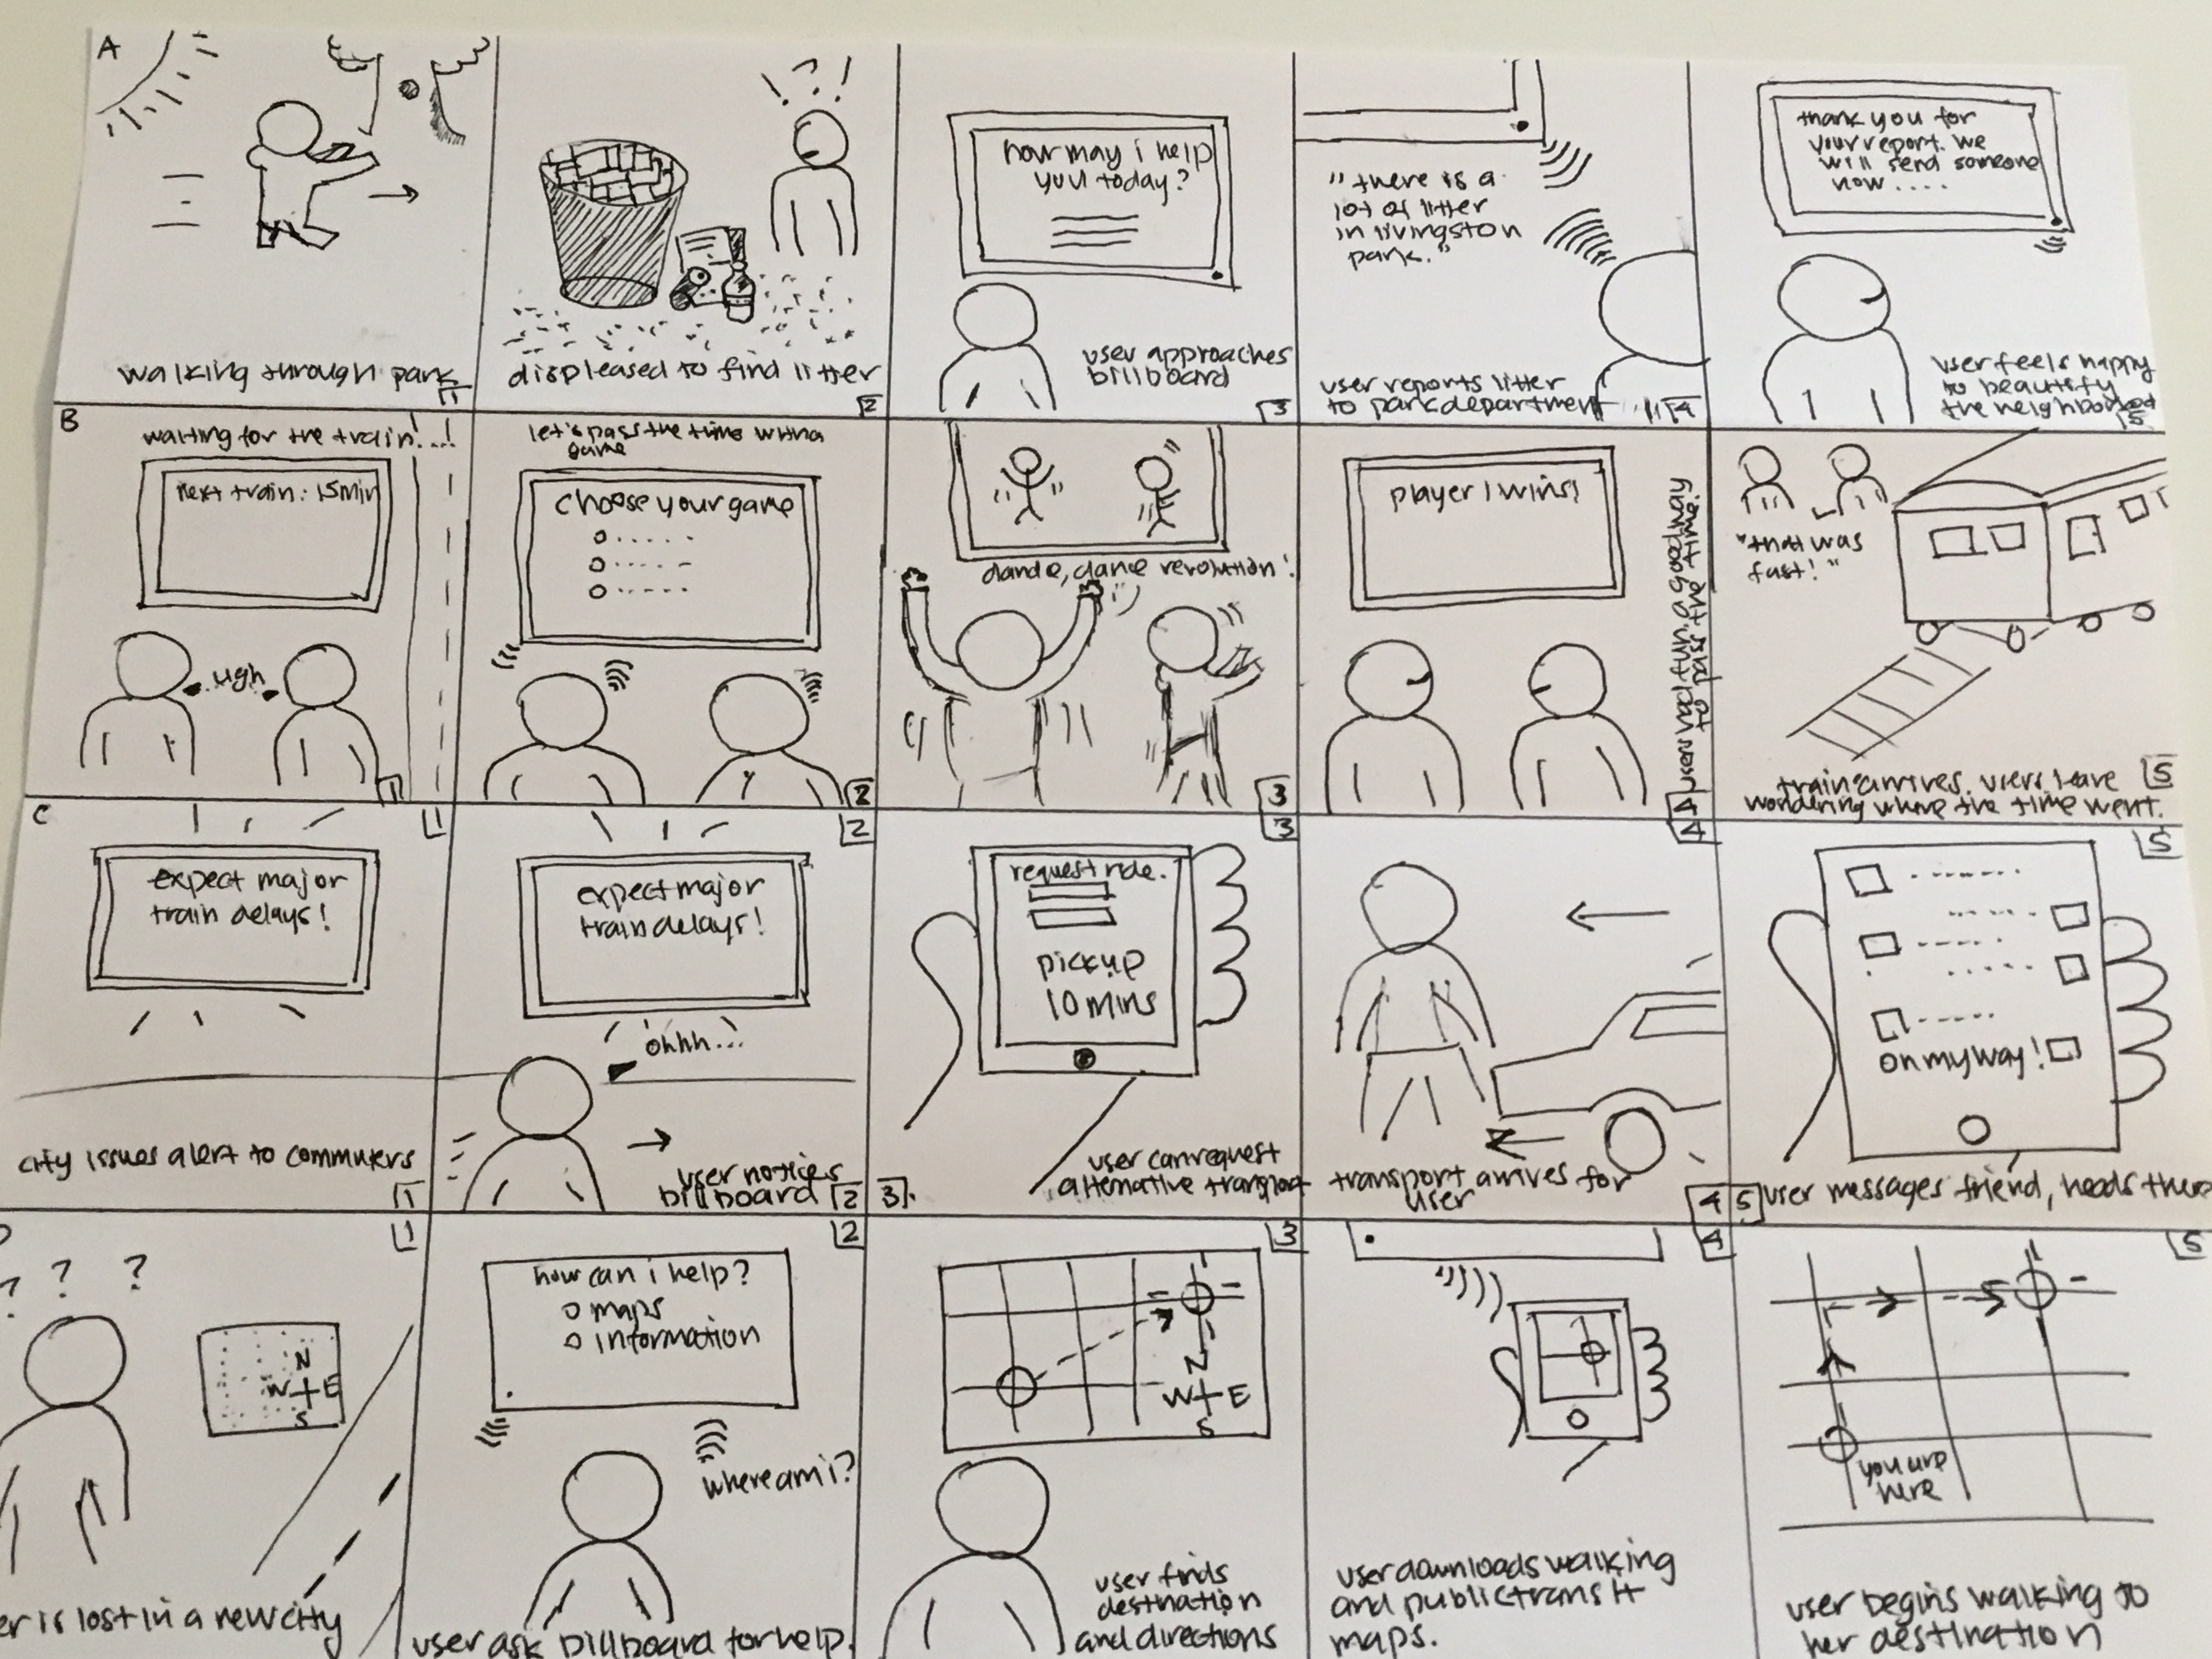 A
walking through park
1
!?!
displeased to find litter
2
how may i help
you today?
user approaches
billboard
3
"there is a
lot of litter
in livingston
park."
user reports litter
to park department
4
thank you for
your report. we
will send someone
now....
user feels happy
to beautify
the neighborhood
5
B
waiting for the train!...!
next train: 15min
ugh
1
let's pass the time with a
game
choose your game
2
dance, dance revolution!
3
player 1 wins!
users had fun, a good way
to pass the time.
4
"that was
fast!"
train arrives. users leave
wondering where the time went.
5
C
1
expect major
train delays!
city issues alert to commuters
1
2
expect major
train delays!
ohhh...
user notices
billboard
2
3
request ride.
pickup
10 mins
user can request
alternative transport
3
4
transport arrives for
user
4
5
on my way!
5
user messages friend, heads there
1
? ? ?
N
W E
S
er is lost in a new city
2
how can i help?
maps
information
where am i?
user ask billboard for help.
3
N
W E
S
user finds
destination
and directions
4
user downloads walking
and public transit
maps.
5
you are
here
user begins walking to
her destination